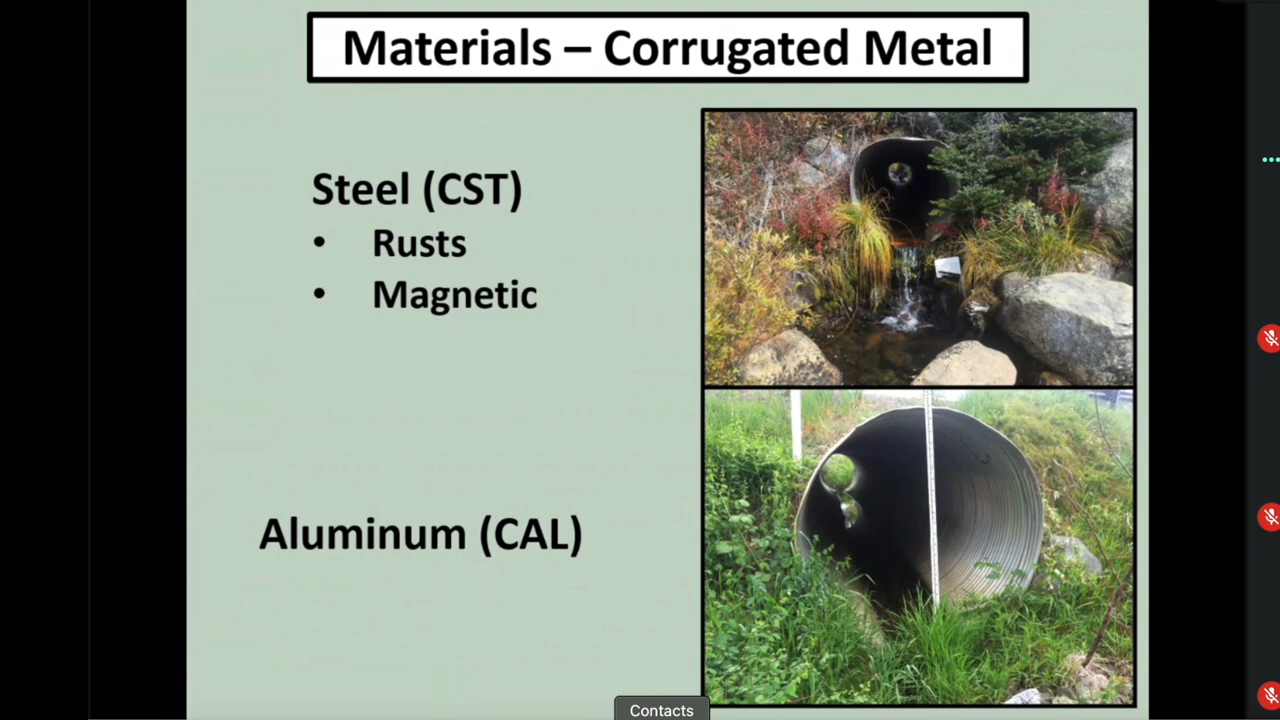 Materials – Corrugated Metal
Steel (CST)
• Rusts
• Magnetic
Aluminum (CAL)
Contacts